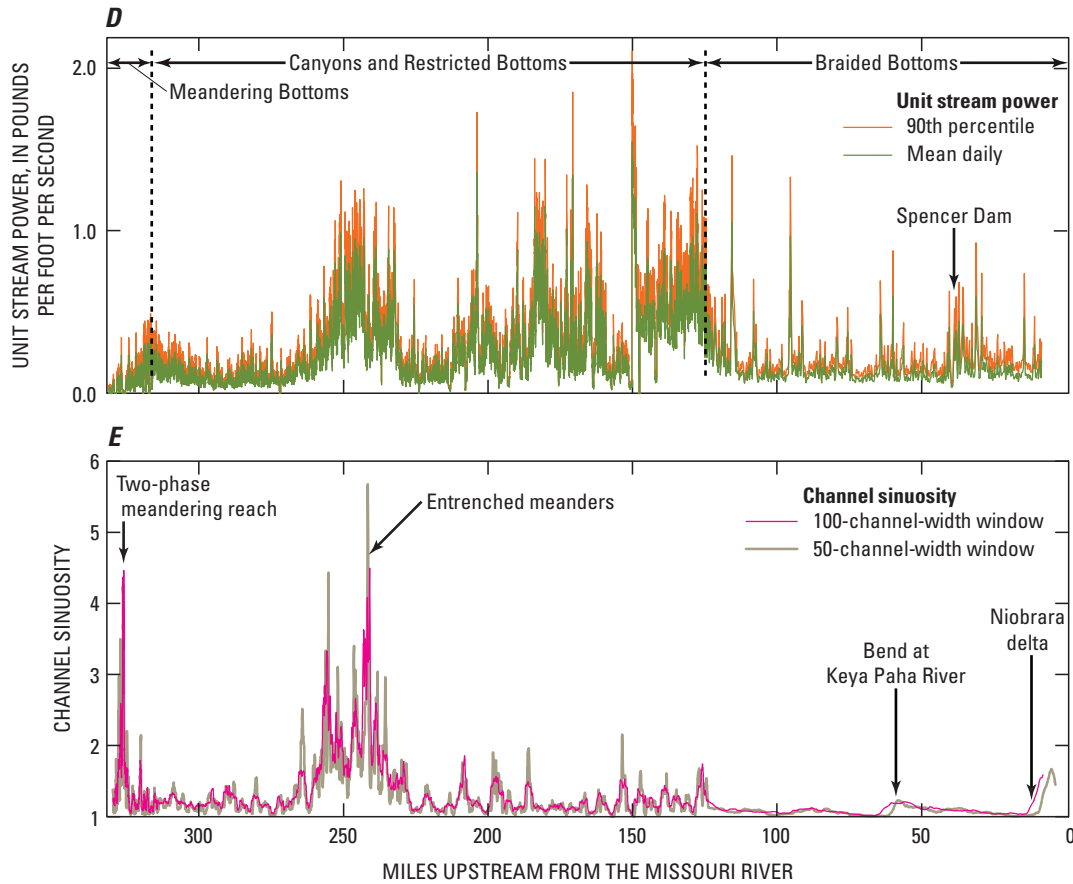 D
UNIT STREAM POWER, IN POUNDS
PER FOOT PER SECOND
2.0
1.0
0.0
Canyons and Restricted Bottoms
Braided Bottoms
Meandering Bottoms
Unit stream power
90th percentile
Mean daily
Spencer Dam
E
CHANNEL SINUOSITY
6
5
4
3
2
1
Two-phase
meandering reach
Entrenched meanders
Channel sinuosity
100-channel-width window
50-channel-width window
Bend at
Keya Paha River
Niobrara
delta
300
250
200
150
100
50
0
MILES UPSTREAM FROM THE MISSOURI RIVER